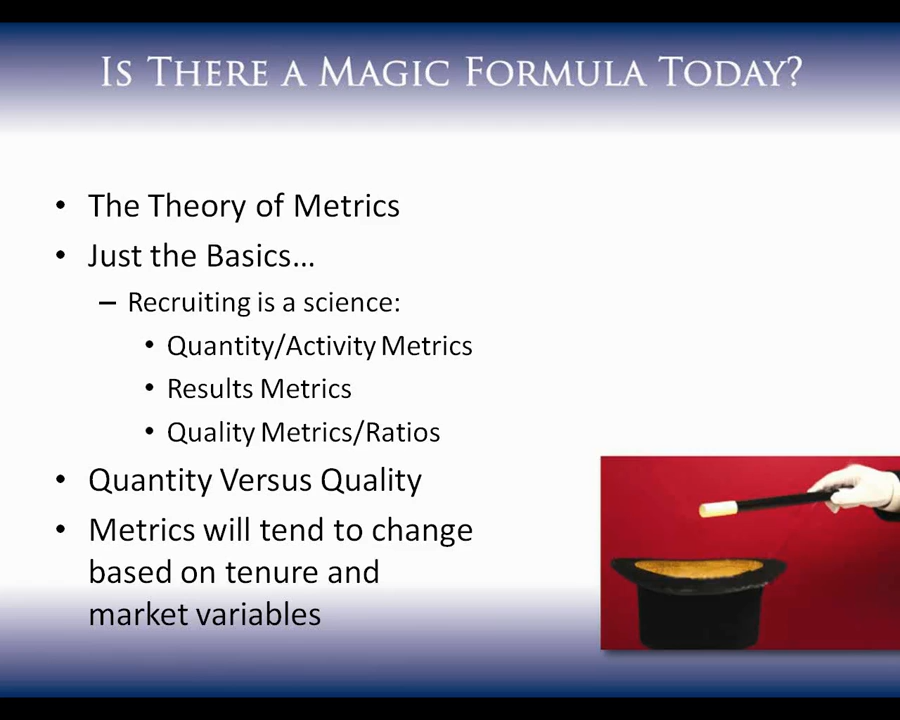 Is There a Magic Formula Today?
• The Theory of Metrics
• Just the Basics...
– Recruiting is a science:
• Quantity/Activity Metrics
• Results Metrics
• Quality Metrics/Ratios
• Quantity Versus Quality
• Metrics will tend to change
based on tenure and
market variables